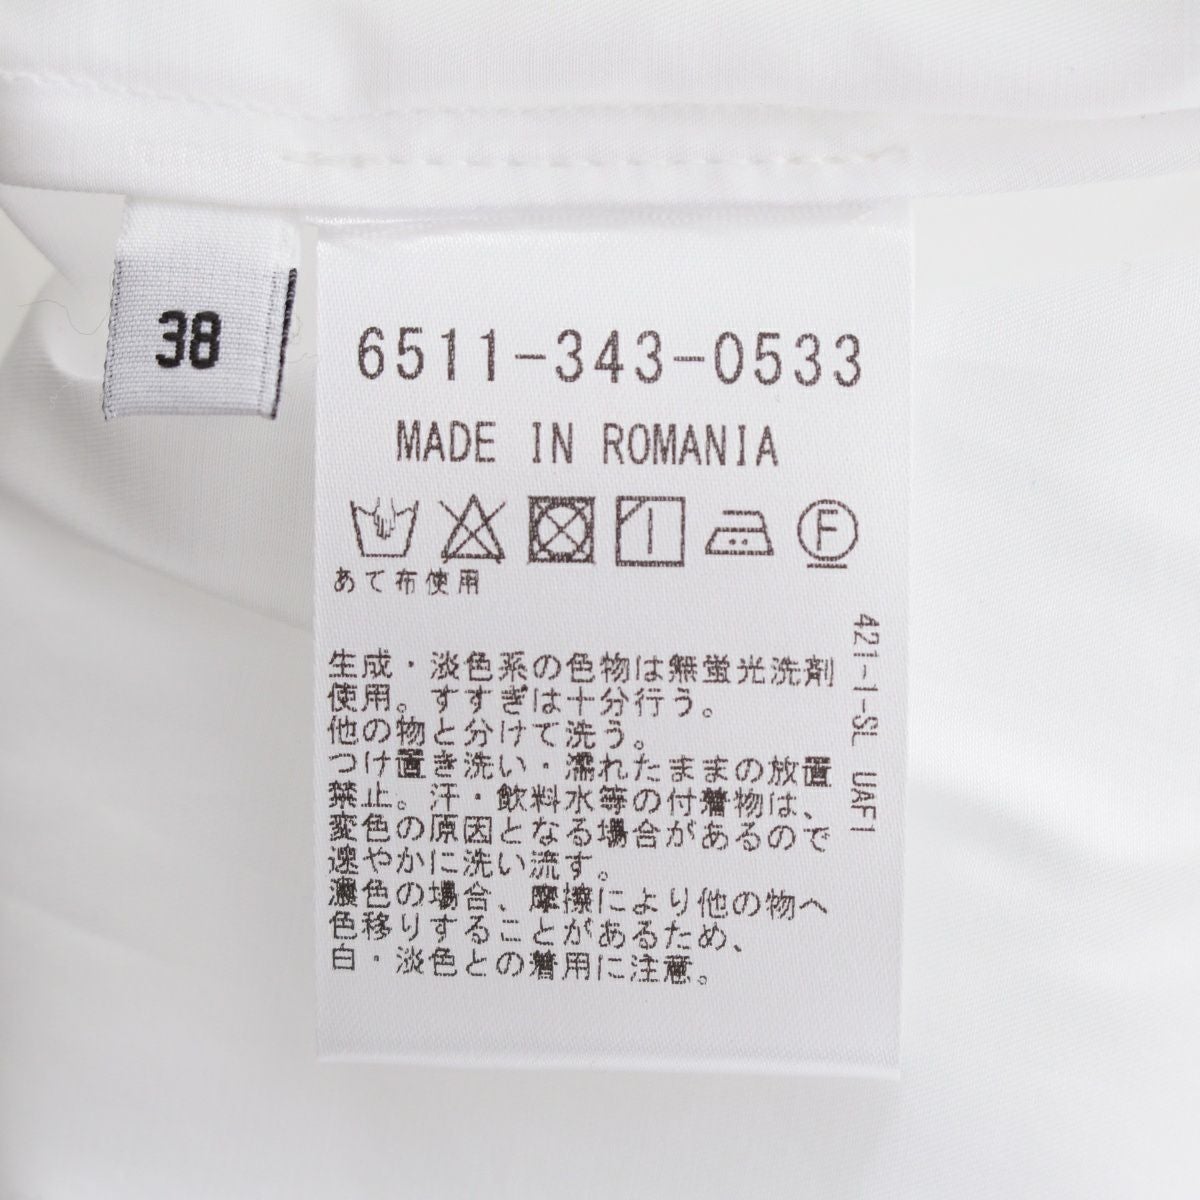 38
6511-343-0533
MADE IN ROMANIA
F
あて布使用
生成・淡色系の色物は無蛍光洗剤
使用。すすぎは十分行う。
他の物と分けて洗う。
つけ置き洗い・濡れたままの放置
禁止。汗・飲料水等の付着物は、
変色の原因となる場合があるので
速やかに洗い流す。
濃色の場合、摩擦により他の物へ
色移りすることがあるため、
白・淡色との着用に注意。
421-1-SL UAF1